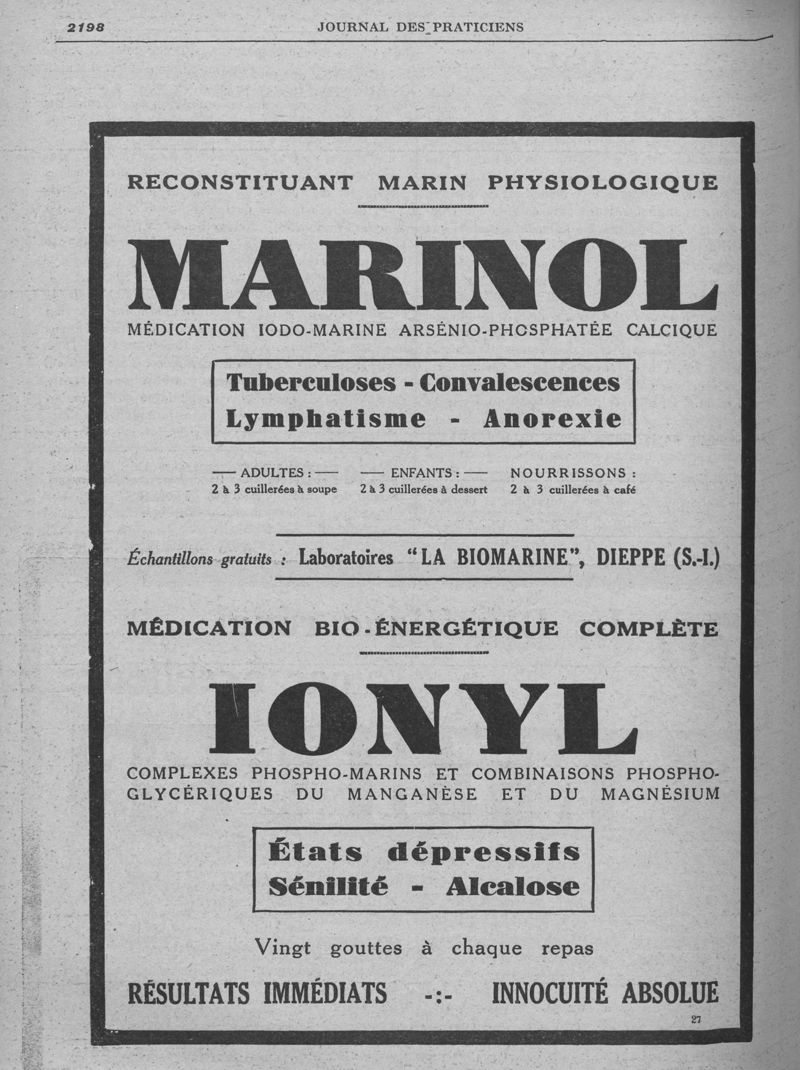 2198
JOURNAL DES PRATICIENS
RECONSTITUANT MARIN PHYSIOLOGIQUE
MARINOL
MÉDICATION IODO-MARINE ARSÉNIO-PHOSPHATÉE CALCIQUE
Tuberculoses - Convalescences
Lymphatisme - Anorexie
— ADULTES : — — ENFANTS : — NOURRISSONS :
2 à 3 cuillerées à soupe 2 à 3 cuillerées à dessert 2 à 3 cuillerées à café
Échantillons gratuits : Laboratoires "LA BIOMARINE", DIEPPE (S.-I.)
MÉDICATION BIO-ÉNERGÉTIQUE COMPLÈTE
IONYL
COMPLEXES PHOSPHO-MARINS ET COMBINAISONS PHOSPHO-
GLYCÉRIQUES DU MANGANÈSE ET DU MAGNÉSIUM
États dépressifs
Sénilité - Alcalose
Vingt gouttes à chaque repas
RÉSULTATS IMMÉDIATS -:- INNOCUITÉ ABSOLUE
27